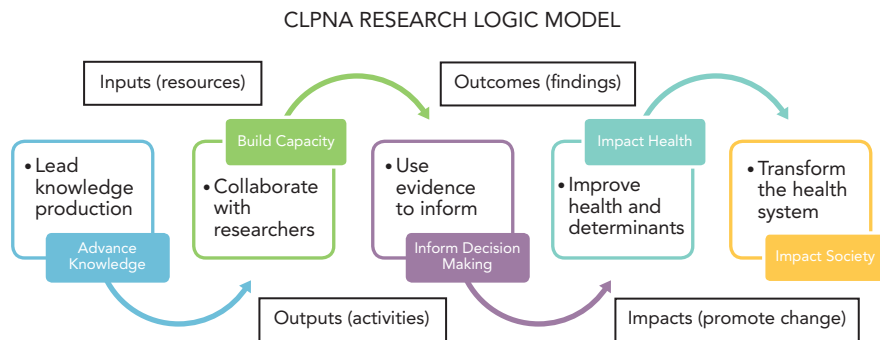 CLPNA RESEARCH LOGIC MODEL
Inputs (resources)
Outcomes (findings)
• Lead
knowledge
production
Advance
Knowledge
Build Capacity
• Collaborate
with
researchers
• Use
evidence
to inform
Inform Decision
Making
Impact Health
• Improve
health and
determinants
• Transform
the health
system
Impact Society
Outputs (activities)
Impacts (promote change)